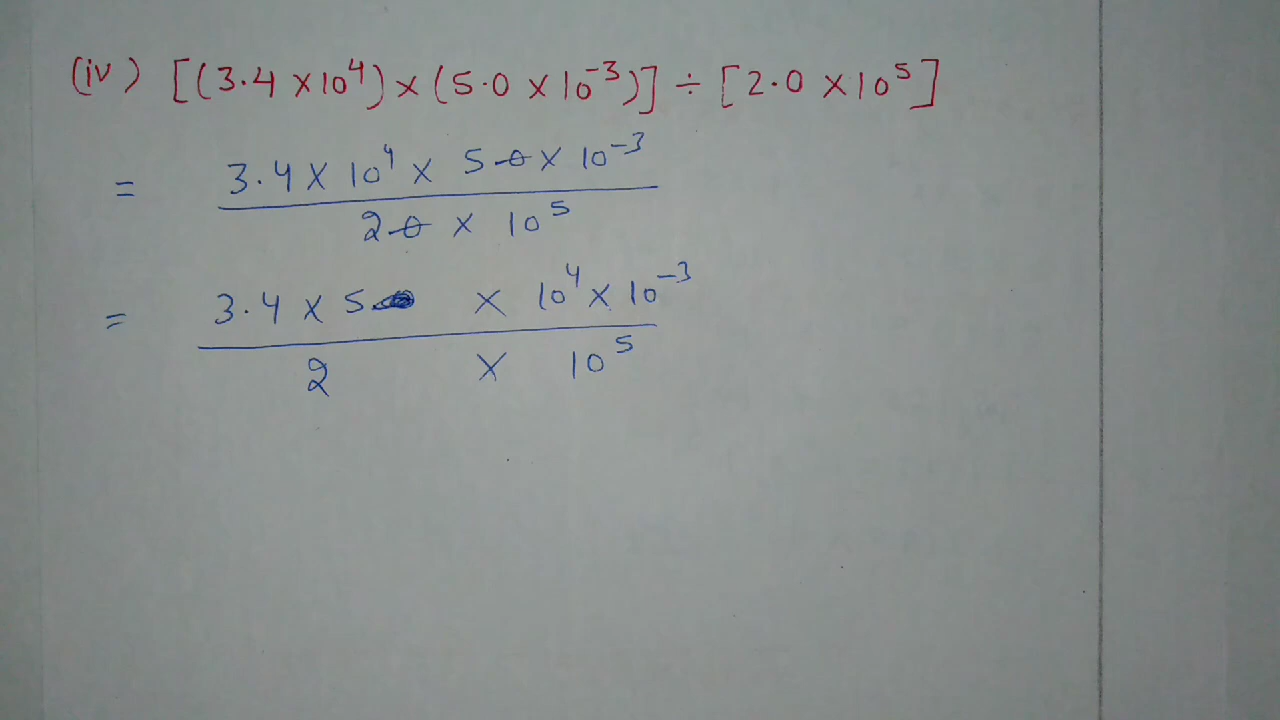 (iv) [(3.4 × 10⁴) × (5.0 × 10⁻³)] ÷ [2.0 × 10⁵]
= 3.4 × 10⁴ × 5.0 × 10⁻³
2.0 × 10⁵
= 3.4 × 5 × 10⁴ × 10⁻³
2 × 10⁵